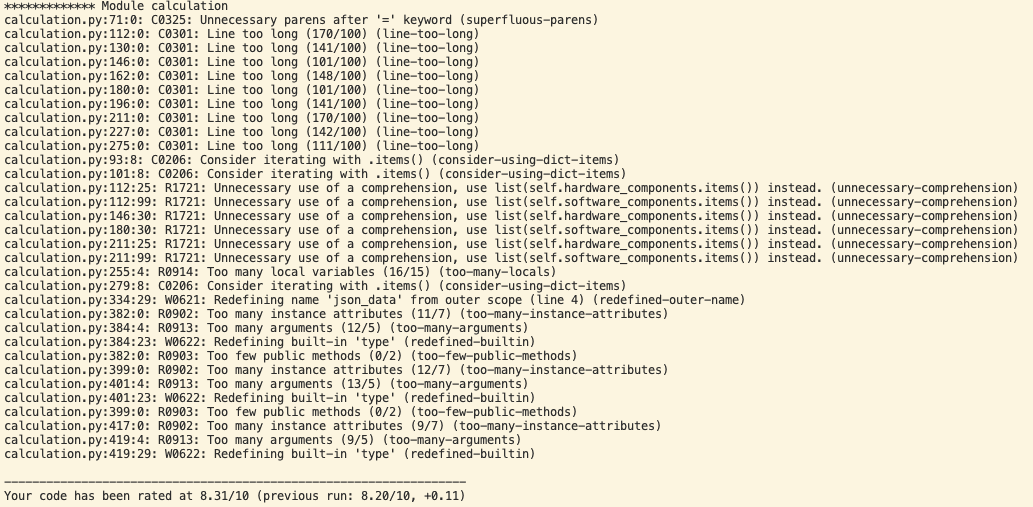 ************* Module calculation
calculation.py:71:0: C0325: Unnecessary parens after '=' keyword (superfluous-parens)
calculation.py:112:0: C0301: Line too long (170/100) (line-too-long)
calculation.py:130:0: C0301: Line too long (141/100) (line-too-long)
calculation.py:146:0: C0301: Line too long (101/100) (line-too-long)
calculation.py:162:0: C0301: Line too long (148/100) (line-too-long)
calculation.py:180:0: C0301: Line too long (101/100) (line-too-long)
calculation.py:196:0: C0301: Line too long (141/100) (line-too-long)
calculation.py:211:0: C0301: Line too long (170/100) (line-too-long)
calculation.py:227:0: C0301: Line too long (142/100) (line-too-long)
calculation.py:275:0: C0301: Line too long (111/100) (line-too-long)
calculation.py:93:8: C0206: Consider iterating with .items() (consider-using-dict-items)
calculation.py:101:8: C0206: Consider iterating with .items() (consider-using-dict-items)
calculation.py:112:25: R1721: Unnecessary use of a comprehension, use list(self.hardware_components.items()) instead. (unnecessary-comprehension)
calculation.py:112:99: R1721: Unnecessary use of a comprehension, use list(self.software_components.items()) instead. (unnecessary-comprehension)
calculation.py:146:30: R1721: Unnecessary use of a comprehension, use list(self.hardware_components.items()) instead. (unnecessary-comprehension)
calculation.py:180:30: R1721: Unnecessary use of a comprehension, use list(self.software_components.items()) instead. (unnecessary-comprehension)
calculation.py:211:25: R1721: Unnecessary use of a comprehension, use list(self.hardware_components.items()) instead. (unnecessary-comprehension)
calculation.py:211:99: R1721: Unnecessary use of a comprehension, use list(self.software_components.items()) instead. (unnecessary-comprehension)
calculation.py:255:4: R0914: Too many local variables (16/15) (too-many-locals)
calculation.py:279:8: C0206: Consider iterating with .items() (consider-using-dict-items)
calculation.py:334:29: W0621: Redefining name 'json_data' from outer scope (line 4) (redefined-outer-name)
calculation.py:382:0: R0902: Too many instance attributes (11/7) (too-many-instance-attributes)
calculation.py:384:4: R0913: Too many arguments (12/5) (too-many-arguments)
calculation.py:384:23: W0622: Redefining built-in 'type' (redefined-builtin)
calculation.py:382:0: R0903: Too few public methods (0/2) (too-few-public-methods)
calculation.py:399:0: R0902: Too many instance attributes (12/7) (too-many-instance-attributes)
calculation.py:401:4: R0913: Too many arguments (13/5) (too-many-arguments)
calculation.py:401:23: W0622: Redefining built-in 'type' (redefined-builtin)
calculation.py:399:0: R0903: Too few public methods (0/2) (too-few-public-methods)
calculation.py:417:0: R0902: Too many instance attributes (9/7) (too-many-instance-attributes)
calculation.py:419:4: R0913: Too many arguments (9/5) (too-many-arguments)
calculation.py:419:29: W0622: Redefining built-in 'type' (redefined-builtin)
------------------------------------------------------------------
Your code has been rated at 8.31/10 (previous run: 8.20/10, +0.11)